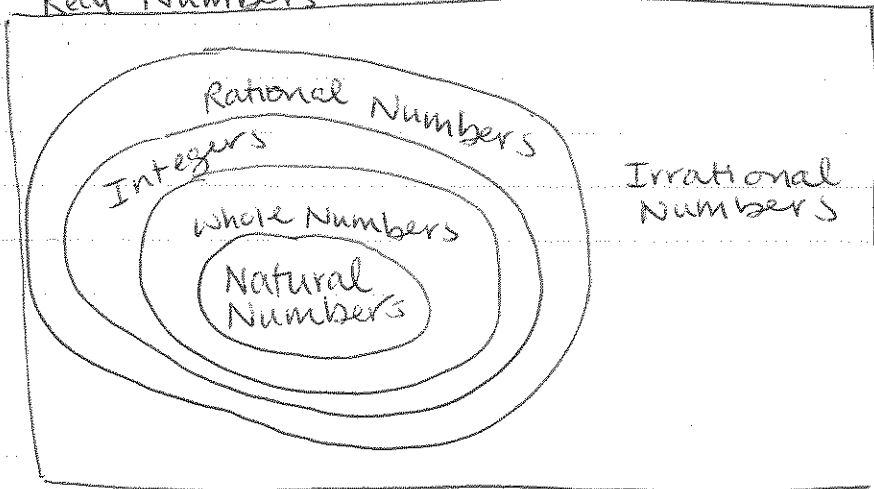 Real Numbers
Rational Numbers
Integers
Irrational
Numbers
Whole Numbers
Natural
Numbers